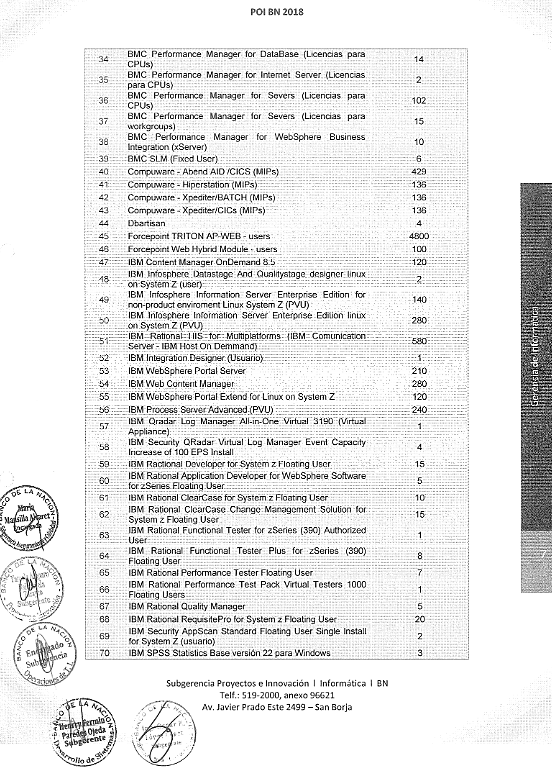 POI BN 2018
34 BMC Performance Manager for DataBase (Licencias para 14
CPUs)
35 BMC Performance Manager for Internet Server (Licencias 2
para CPUs)
36 BMC Performance Manager for Severs (Licencias para 102
CPUs)
37 BMC Performance Manager for Severs (Licencias para 15
workgroups)
38 BMC Performance Manager for WebSphere Business 10
Integration (xServer)
39 BMC SLM (Fixed User) 6
40 Compuware - Abend AID /CICS (MIPs) 429
41 Compuware - Hiperstation (MIPs) 136
42 Compuware - Xpediter/BATCH (MIPs) 136
43 Compuware - Xpediter/CICs (MIPs) 136
44 Dbartisan 4
45 Forcepoint TRITON AP-WEB - users 4800
46 Forcepoint Web Hybrid Module - users 100
47 IBM Content Manager OnDemand 8.5 120
48 IBM Infosphere Datastage And Qualitystage designer linux 2
on System Z (user)
49 IBM Infosphere Information Server Enterprise Edition for 140
non-product enviroment Linux System Z (PVU)
50 IBM Infosphere Information Server Enterprise Edition linux 280
on System Z (PVU)
51 IBM Rational HIS for Multiplatforms (IBM Comunication 580
Server - IBM Host On Demmand)
52 IBM Integration Designer (Usuario) 1
53 IBM WebSphere Portal Server 210
54 IBM Web Content Manager 280
55 IBM WebSphere Portal Extend for Linux on System Z 120
56 IBM Process Server Advanced (PVU) 240
57 IBM Qradar Log Manager All-in-One Virtual 3190 (Virtual 1
Appliance)
58 IBM Security QRadar Virtual Log Manager Event Capacity 4
Increase of 100 EPS Install
59 IBM Ractional Developer for System z Floating User 15
60 IBM Rational Application Developer for WebSphere Software 5
for zSeries Floating User
61 IBM Rational ClearCase for System z Floating User 10
62 IBM Rational ClearCase Change Management Solution for 15
System z Floating User
63 IBM Rational Functional Tester for zSeries (390) Authorized 1
User
64 IBM Rational Functional Tester Plus for zSeries (390) 8
Floating User
65 IBM Rational Performance Tester Floating User 7
66 IBM Rational Performance Test Pack Virtual Testers 1000 1
Floating Users
67 IBM Rational Quality Manager 5
68 IBM Rational RequisitePro for System z Floating User 20
69 IBM Security AppScan Standard Floating User Single Install 2
for System Z (usuario)
70 IBM SPSS Statistics Base versión 22 para Windows 3
Gerencia de Informática
BANCO DE LA NACION
María
Mansilla Alvarez
BANCO DE LA NACION
Subgerente
BANCO DE LA NACION
Encargado
Subgerencia
Operaciones de T.I.
Subgerencia Proyectos e Innovación | Informática | BN
Telf.: 519-2000, anexo 96621
Av. Javier Prado Este 2499 – San Borja
BANCO DE LA NACION
Henry Fermin
Paredes Ojeda
Subgerente
Desarrollo de Sistemas